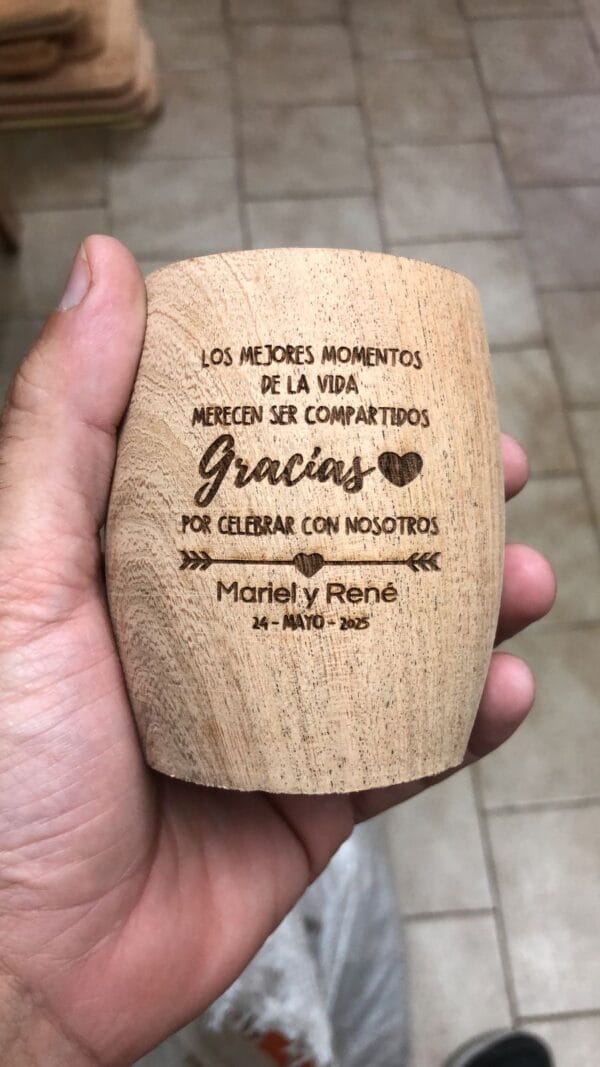 LOS MEJORES MOMENTOS
DE LA VIDA
MERECEN SER COMPARTIDOS
Gracias
POR CELEBRAR CON NOSOTROS
Mariel y René
24 - MAYO - 2025